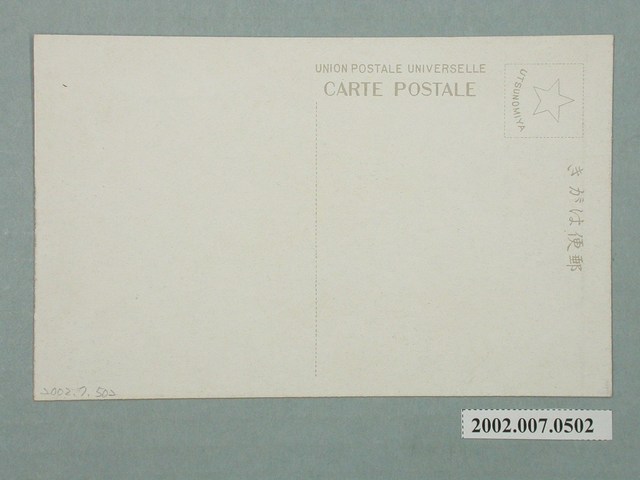 UNION POSTALE UNIVERSELLE
CARTE POSTALE
UTSUNOMIYA
きがは便郵
2002.7.502
2002.007.0502